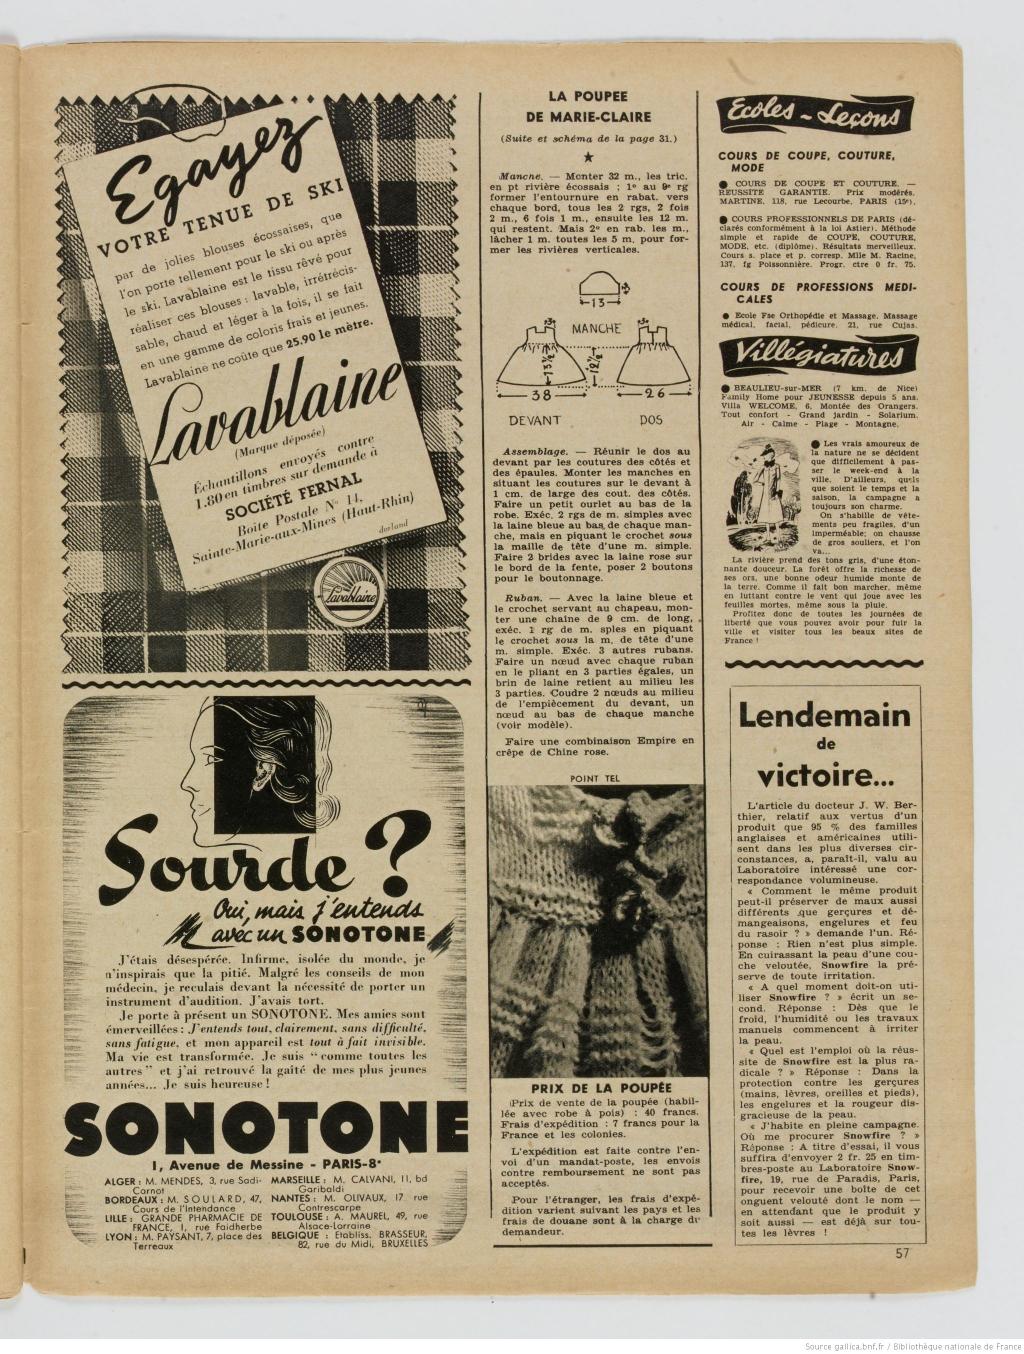 Egayez
VOTRE TENUE DE SKI
par de jolies blouses écossaises, que
l'on porte tellement pour le ski ou après
le ski. Lavablaine est le tissu rêvé pour
réaliser ces blouses : lavable, irrétrécis-
sable, chaud et léger à la fois, il se fait
en une gamme de coloris frais et jeunes.
Lavablaine ne coûte que 25.90 le mètre.
Lavablaine
(Marque déposée)
Échantillons envoyés contre
1.80 en timbres sur demande à
SOCIÉTÉ FERNAL
Boîte Postale No 14,
Sainte-Marie-aux-Mines (Haut-Rhin)
dorland
Lavablaine
Sourde ?
Oui, mais j'entends
avec un SONOTONE
J'étais désespérée. Infirme, isolée du monde, je
n'inspirais que la pitié. Malgré les conseils de mon
médecin, je reculais devant la nécessité de porter un
instrument d'audition. J'avais tort.
Je porte à présent un SONOTONE. Mes amies sont
émerveillées : J'entends tout, clairement, sans difficulté,
sans fatigue, et mon appareil est tout à fait invisible.
Ma vie est transformée. Je suis “ comme toutes les
autres ” et j'ai retrouvé la gaîté de mes plus jeunes
années... Je suis heureuse !
SONOTONE
1, Avenue de Messine - PARIS-8e
ALGER : M. MENDES, 3, rue Sadi-
Carnot
BORDEAUX : M. SOULARD, 47,
Cours de l'Intendance
LILLE : GRANDE PHARMACIE DE
FRANCE, 1, rue Faidherbe
LYON : M. PAYSANT, 7, place des
Terreaux
MARSEILLE : M. CALVANI, 11, bd
Garibaldi
NANTES : M. OLIVAUX, 17 rue
Contrescarpe
TOULOUSE : A. MAUREL, 49, rue
Alsace-Lorraine
BELGIQUE : Etabliss. BRASSEUR,
82, rue du Midi, BRUXELLES
LA POUPEE
DE MARIE-CLAIRE
(Suite et schéma de la page 31.)
Manche. — Monter 32 m., les tric.
en pt rivière écossais ; 1º au 9e rg
former l'entournure en rabat. vers
chaque bord, tous les 2 rgs, 2 fois
2 m., 6 fois 1 m., ensuite les 12 m.
qui restent. Mais 2º en rab. les m.,
lâcher 1 m. toutes les 5 m, pour for-
mer les rivières verticales.
13
MANCHE
38
26
DEVANT
DOS
Assemblage. — Réunir le dos au
devant par les coutures des côtés et
des épaules. Monter les manches en
situant les coutures sur le devant à
1 cm. de large des cout. des côtés.
Faire un petit ourlet au bas de la
robe. Exéc. 2 rgs de m. simples avec
la laine bleue au bas de chaque man-
che, mais en piquant le crochet sous
la maille de tête d'une m. simple.
Faire 2 brides avec la laine rose sur
le bord de la fente, poser 2 boutons
pour le boutonnage.
Ruban. — Avec la laine bleue et
le crochet servant au chapeau, mon-
ter une chaîne de 9 cm. de long,
exéc. 1 rg de m. sples en piquant
le crochet sous la m. de tête d'une
m. simple. Exéc. 3 autres rubans.
Faire un nœud avec chaque ruban
en le pliant en 3 parties égales, un
brin de laine retient au milieu les
3 parties. Coudre 2 nœuds au milieu
de l'empiècement du devant, un
nœud au bas de chaque manche
(voir modèle).
Faire une combinaison Empire en
crêpe de Chine rose.
POINT TEL
PRIX DE LA POUPÉE
Prix de vente de la poupée (habil-
lée avec robe à pois) : 40 francs.
Frais d'expédition : 7 francs pour la
France et les colonies.
L'expédition est faite contre l'en-
voi d'un mandat-poste, les envois
contre remboursement ne sont pas
acceptés.
Pour l'étranger, les frais d'expé-
dition varient suivant les pays et les
frais de douane sont à la charge du
demandeur.
Ecoles - Leçons
COURS DE COUPE, COUTURE,
MODE
● COURS DE COUPE ET COUTURE. —
REUSSITE GARANTIE. Prix modérés.
MARTINE, 118, rue Lecourbe, PARIS (15e).
● COURS PROFESSIONNELS DE PARIS (dé-
clarés conformément à la loi Astier). Méthode
simple et rapide de COUPE, COUTURE,
MODE, etc. (diplôme). Résultats merveilleux.
Cours s. place et p. corresp. Mlle M. Racine,
137, fg Poissonnière. Progr. ctre 0 fr. 75.
COURS DE PROFESSIONS MEDI-
CALES
● Ecole Fse Orthopédie et Massage. Massage
médical, facial, pédicure. 21, rue Cujas.
Villégiatures
● BEAULIEU-sur-MER (7 km. de Nice)
Family Home pour JEUNESSE depuis 5 ans.
Villa WELCOME, 6, Montée des Orangers.
Tout confort - Grand jardin - Solarium.
Air - Calme - Plage - Montagne.
● Les vrais amoureux de
la nature ne se décident
que difficilement à pas-
ser le week-end à la
ville. D'ailleurs, quels
que soient le temps et la
saison, la campagne a
toujours son charme.
On s'habille de vête-
ments peu fragiles, d'un
imperméable; on chausse
de gros souliers, et l'on
va...
La rivière prend des tons gris, d'une éton-
nante douceur. La forêt offre la richesse de
ses ors, une bonne odeur humide monte de
la terre. Comme il fait bon marcher, même
en luttant contre le vent qui joue avec les
feuilles mortes, même sous la pluie.
Profitez donc de toutes les journées de
liberté que vous pouvez avoir pour fuir la
ville et visiter tous les beaux sites de
France !
Lendemain
de
victoire...
L'article du docteur J. W. Ber-
thier, relatif aux vertus d'un
produit que 95 % des familles
anglaises et américaines utili-
sent dans les plus diverses cir-
constances, a, paraît-il, valu au
Laboratoire intéressé une cor-
respondance volumineuse.
« Comment le même produit
peut-il préserver de maux aussi
différents que gerçures et dé-
mangeaisons, engelures et feu
du rasoir ? » demande l'un. Ré-
ponse : Rien n'est plus simple.
En cuirassant la peau d'une cou-
che veloutée, Snowfire la pré-
serve de toute irritation.
« A quel moment doit-on uti-
liser Snowfire ? » écrit un se-
cond. Réponse : Dès que le
froid, l'humidité ou les travaux
manuels commencent à irriter
la peau.
« Quel est l'emploi où la réus-
site de Snowfire est la plus ra-
dicale ? » Réponse : Dans la
protection contre les gerçures
(mains, lèvres, oreilles et pieds),
les engelures et la rougeur dis-
gracieuse de la peau.
« J'habite en pleine campagne.
Où me procurer Snowfire ? »
Réponse : A titre d'essai, il vous
suffira d'envoyer 2 fr. 25 en tim-
bres-poste au Laboratoire Snow-
fire, 19, rue de Paradis, Paris,
pour recevoir une boîte de cet
onguent velouté dont le nom —
en attendant que le produit y
soit aussi — est déjà sur tou-
tes les lèvres !
57
Source gallica.bnf.fr / Bibliothèque nationale de France